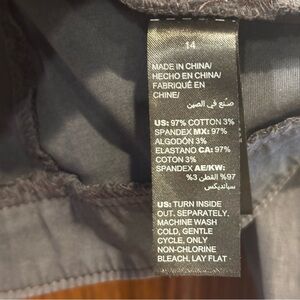 14
MADE IN CHINA/
HECHO EN CHINA/
FABRIQUÉ EN
CHINE/
صنع في الصين
US: 97% COTTON 3%
SPANDEX MX: 97%
ALGODÓN 3%
ELASTANO CA: 97%
COTON 3%
SPANDEX AE/KW:
97% القطن 3%
سباندیکس
US: TURN INSIDE
OUT. SEPARATELY.
MACHINE WASH
COLD, GENTLE
CYCLE. ONLY
NON-CHLORINE
BLEACH. LAY FLAT